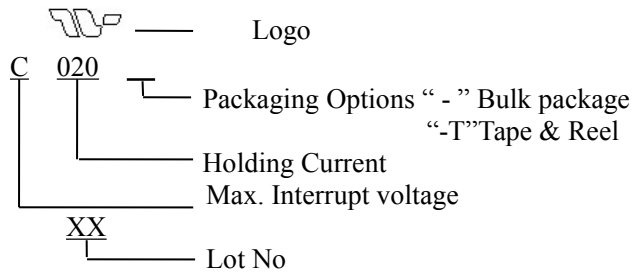 Logo
C 020
Packaging Options “ - ” Bulk package
“-T”Tape & Reel
Holding Current
Max. Interrupt voltage
XX
Lot No